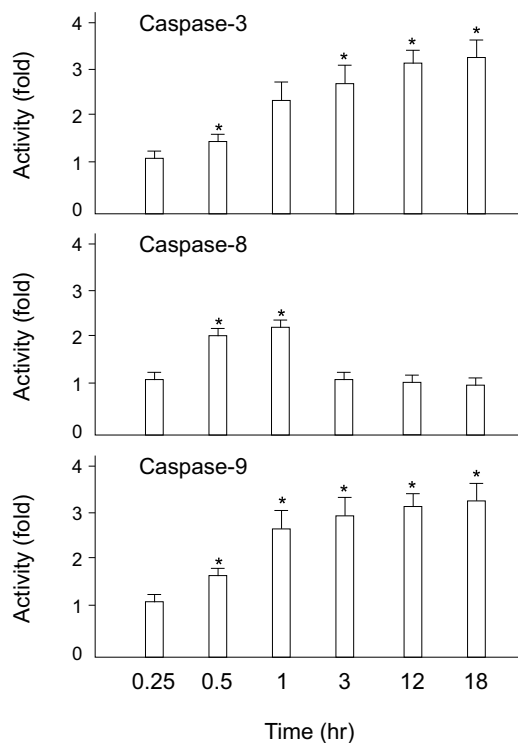 Caspase-3
Activity (fold)
4
3
2
1
0
* * * *
Caspase-8
Activity (fold)
4
3
2
1
0
* *
Caspase-9
Activity (fold)
4
3
2
1
0
* * * * *
0.25 0.5 1 3 12 18
Time (hr)